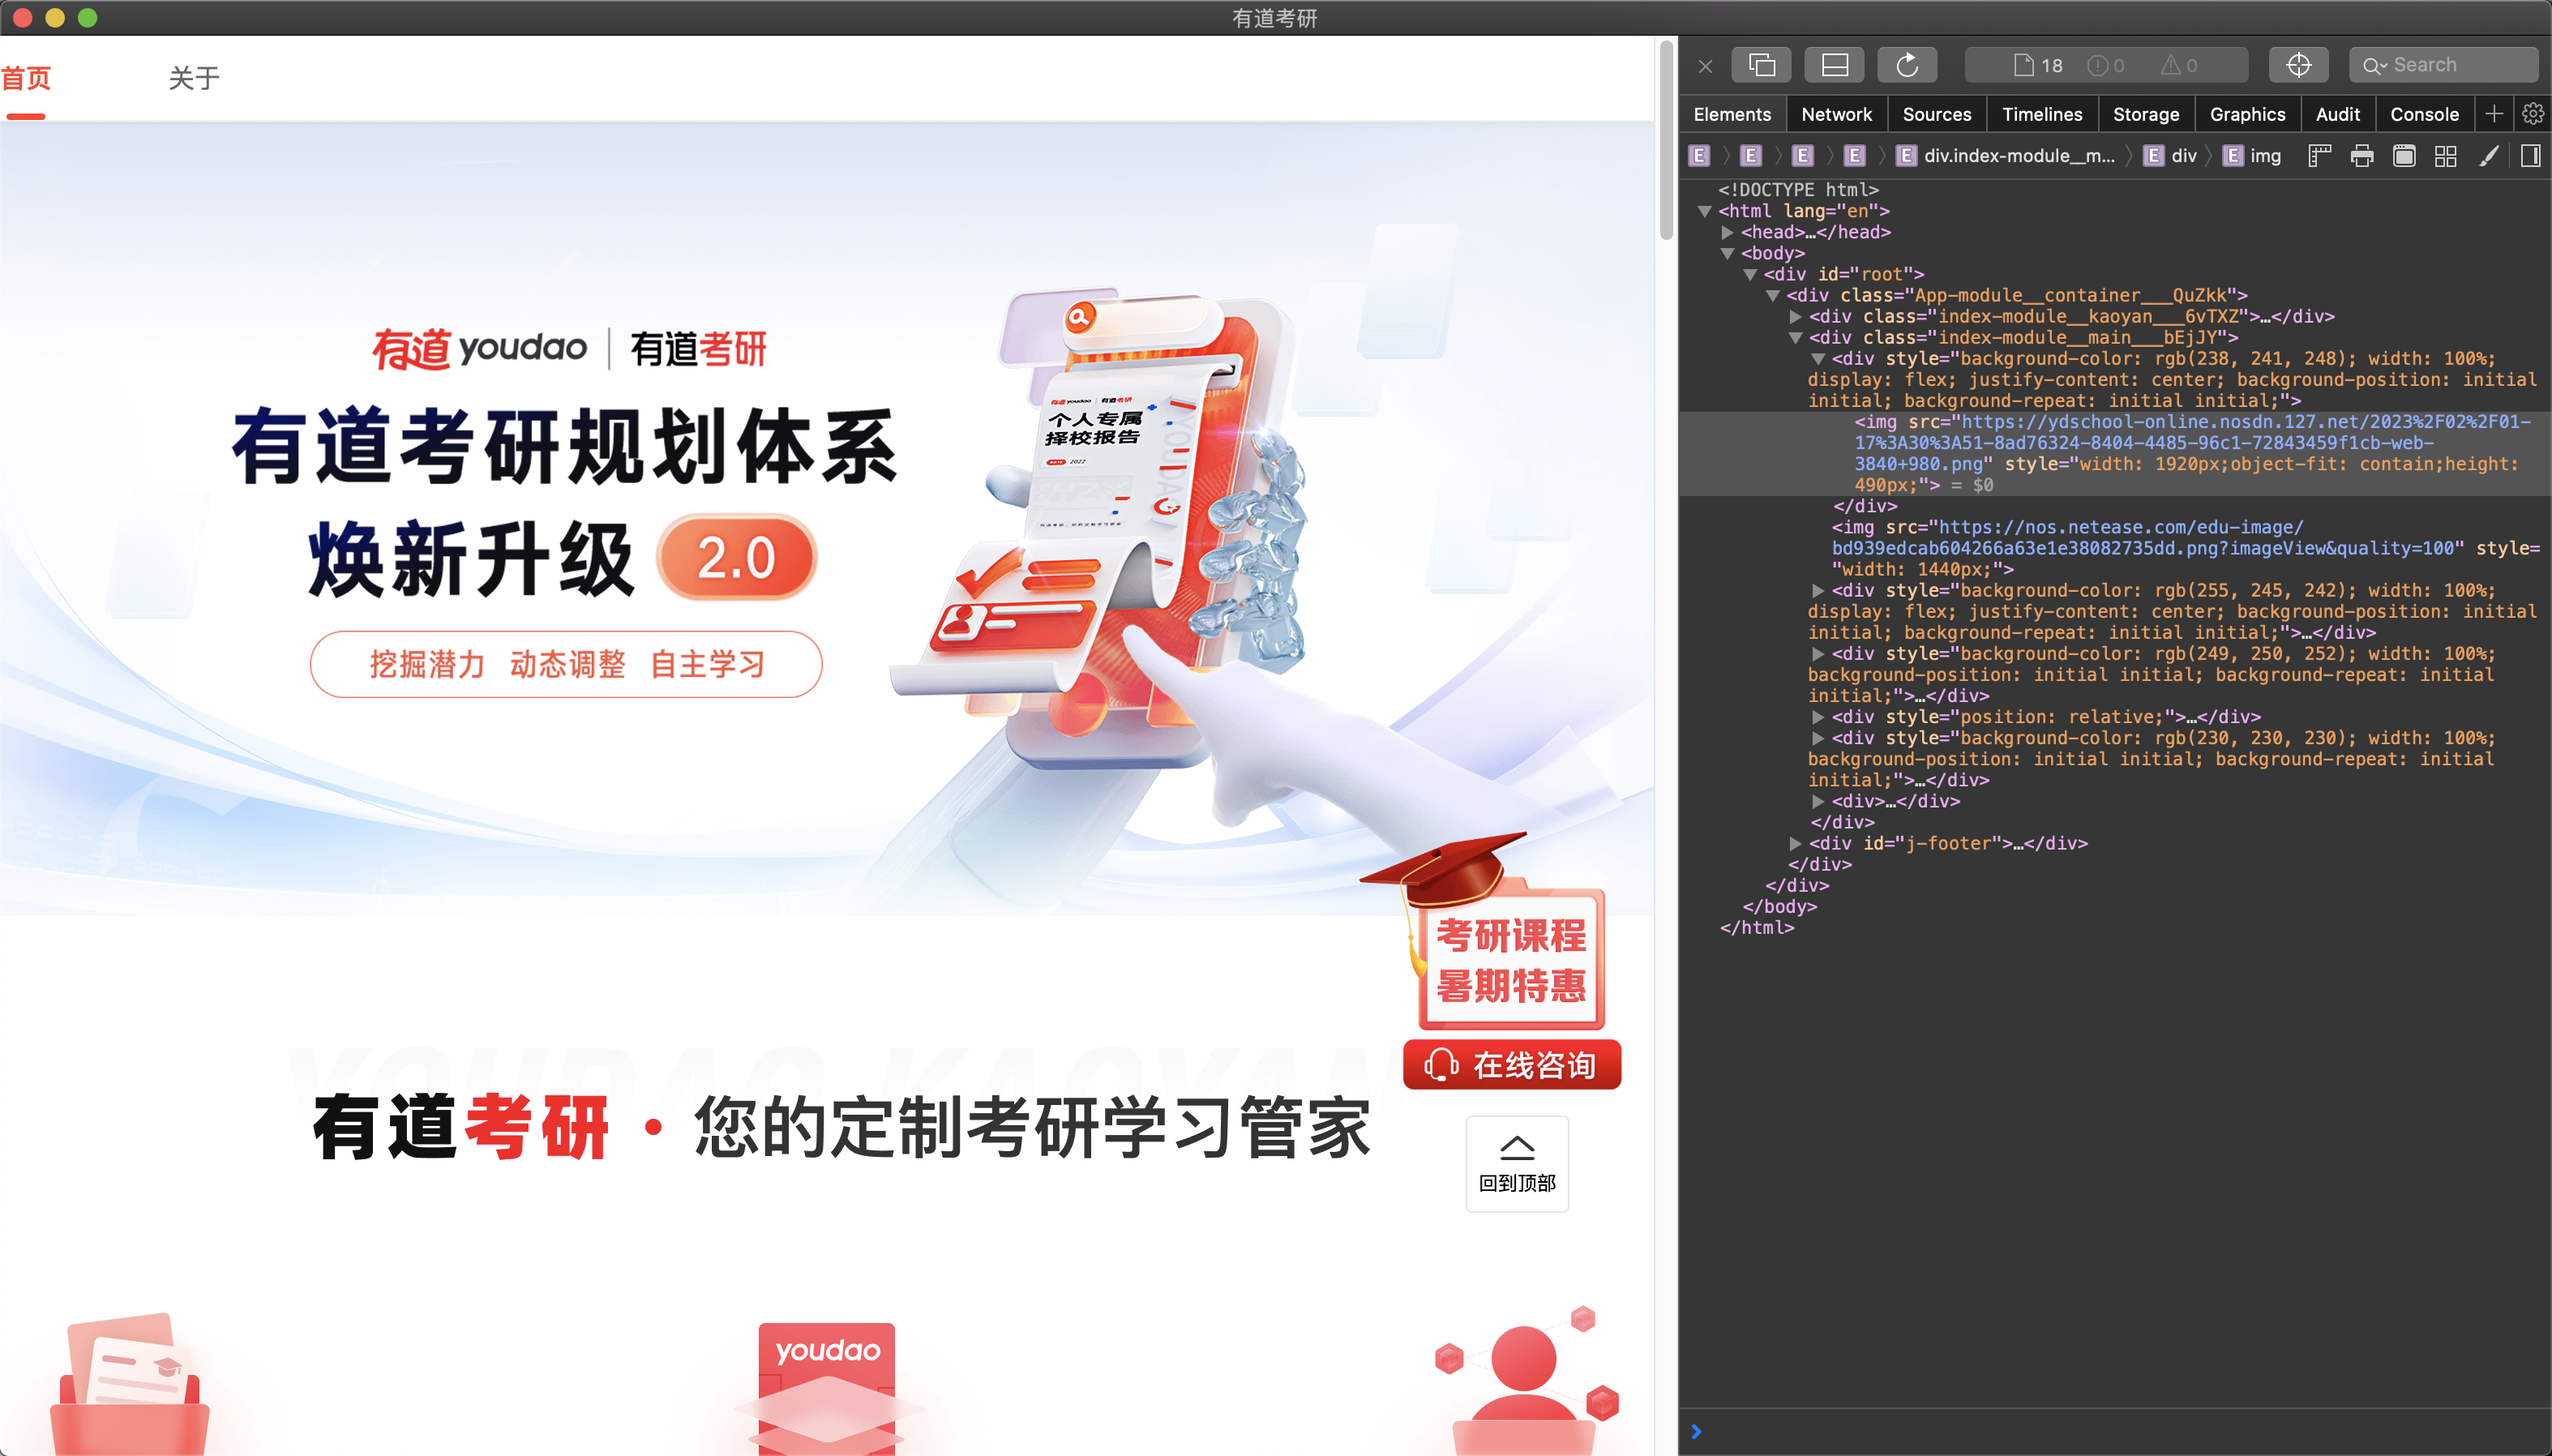 有道考研
首页
关于
有道 youdao | 有道考研
有道考研规划体系
焕新升级 2.0
挖掘潜力 动态调整 自主学习
有道 youdao | 有道考研
个人专属
择校报告
2022
考研课程
暑期特惠
在线咨询
YOUDAO KAOYAN
有道考研 · 您的定制考研学习管家
回到顶部
youdao
18
0
0
Search
Elements
Network
Sources
Timelines
Storage
Graphics
Audit
Console
E E E E E div.index-module__m... E div E img
<!DOCTYPE html>
<html lang="en">
<head>…</head>
<body>
<div id="root">
<div class="App-module__container___QuZkk">
<div class="index-module__kaoyan___6vTXZ">…</div>
<div class="index-module__main___bEjJY">
<div style="background-color: rgb(238, 241, 248); width: 100%;
display: flex; justify-content: center; background-position: initial
initial; background-repeat: initial initial;">
<img src="https://ydschool-online.nosdn.127.net/2023%2F02%2F01-
17%3A30%3A51-8ad76324-8404-4485-96c1-72843459f1cb-web-
3840+980.png" style="width: 1920px;object-fit: contain;height:
490px;"> = $0
</div>
<img src="https://nos.netease.com/edu-image/
bd939edcab604266a63e1e38082735dd.png?imageView&quality=100" style=
"width: 1440px;">
<div style="background-color: rgb(255, 245, 242); width: 100%;
display: flex; justify-content: center; background-position: initial
initial; background-repeat: initial initial;">…</div>
<div style="background-color: rgb(249, 250, 252); width: 100%;
background-position: initial initial; background-repeat: initial
initial;">…</div>
<div style="position: relative;">…</div>
<div style="background-color: rgb(230, 230, 230); width: 100%;
background-position: initial initial; background-repeat: initial
initial;">…</div>
<div>…</div>
</div>
<div id="j-footer">…</div>
</div>
</div>
</body>
</html>